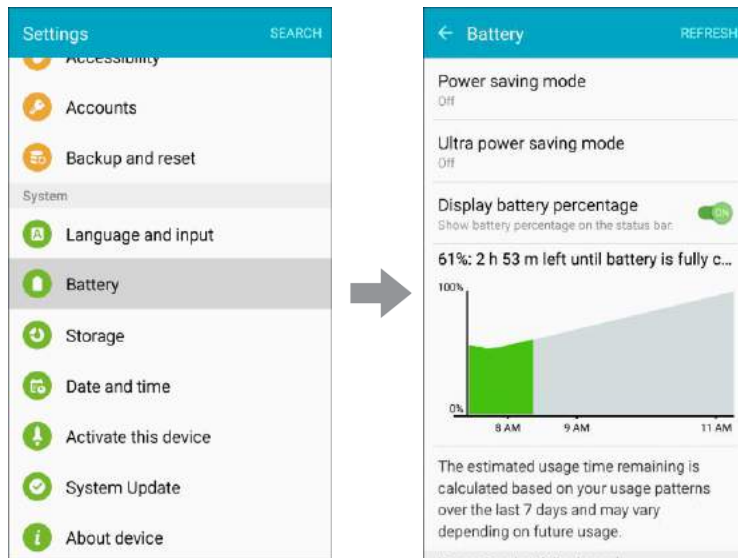 Settings
SEARCH
Accessibility
Accounts
Backup and reset
System
Language and input
Battery
Storage
Date and time
Activate this device
System Update
About device
Battery
REFRESH
Power saving mode
Off
Ultra power saving mode
Off
Display battery percentage
Show battery percentage on the status bar.
ON
61%: 2 h 53 m left until battery is fully c...
100%
0%
8 AM
9 AM
11 AM
The estimated usage time remaining is
calculated based on your usage patterns
over the last 7 days and may vary
depending on future usage.